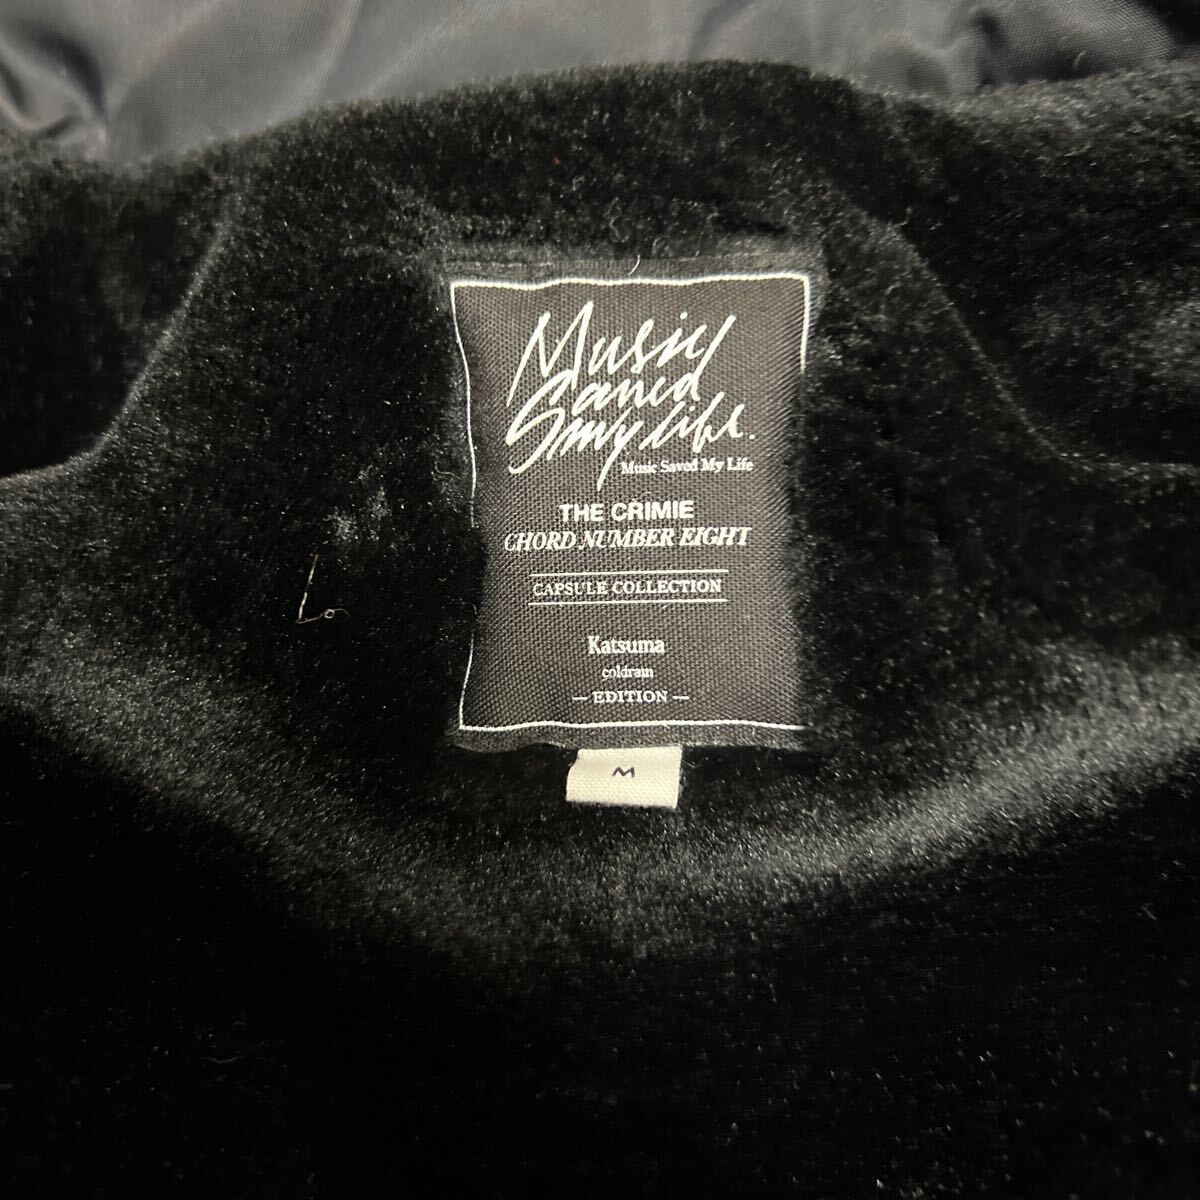 Music
Saved
my life.
Music Saved My Life
THE CRIMIE
CHORD NUMBER EIGHT
CAPSULE COLLECTION
Katsuma
coldrain
— EDITION —
M